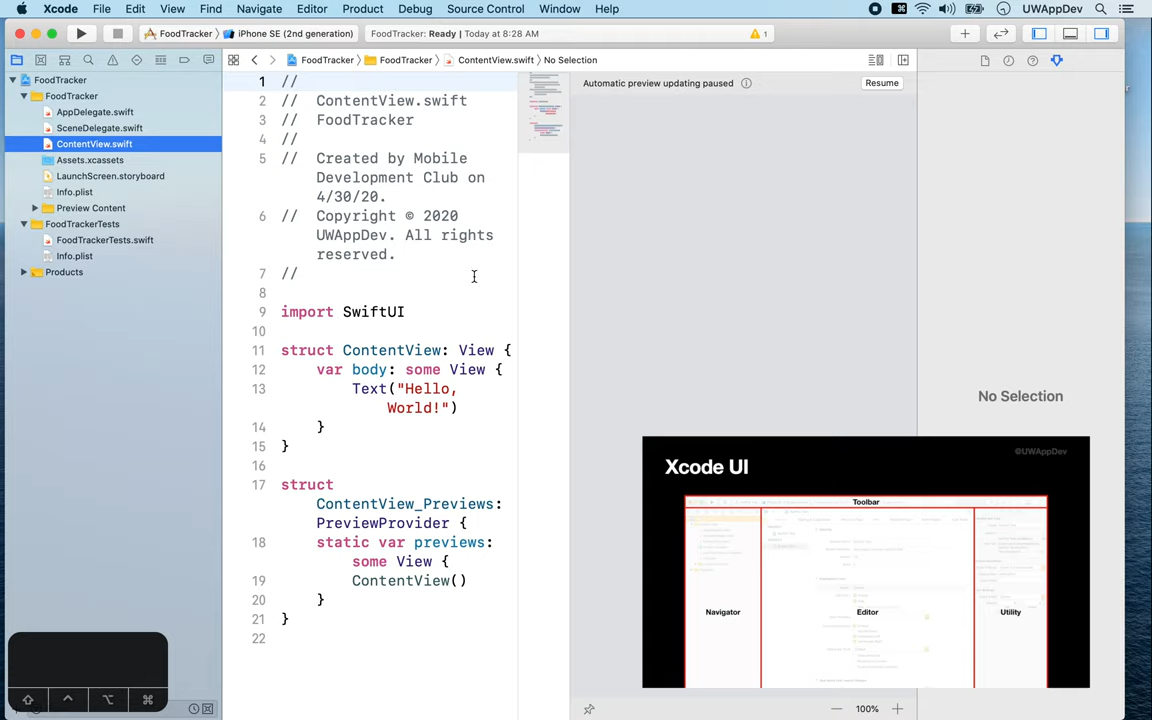 Xcode File Edit View Find Navigate Editor Product Debug Source Control Window Help UWAppDev
FoodTracker iPhone SE (2nd generation) FoodTracker: Ready | Today at 8:28 AM 1
FoodTracker FoodTracker ContentView.swift No Selection
FoodTracker
FoodTracker
AppDelegate.swift
SceneDelegate.swift
ContentView.swift
Assets.xcassets
LaunchScreen.storyboard
Info.plist
Preview Content
FoodTrackerTests
FoodTrackerTests.swift
Info.plist
Products
1 //
2 // ContentView.swift
3 // FoodTracker
4 //
5 // Created by Mobile
Development Club on
4/30/20.
6 // Copyright © 2020
UWAppDev. All rights
reserved.
7 //
8
9 import SwiftUI
10
11 struct ContentView: View {
12 var body: some View {
13 Text("Hello,
World!")
14 }
15 }
16
17 struct
ContentView_Previews:
PreviewProvider {
18 static var previews:
some View {
19 ContentView()
20 }
21 }
22
Automatic preview updating paused Resume
No Selection
@UWAppDev
Xcode UI
Toolbar
Navigator Editor Utility
100%